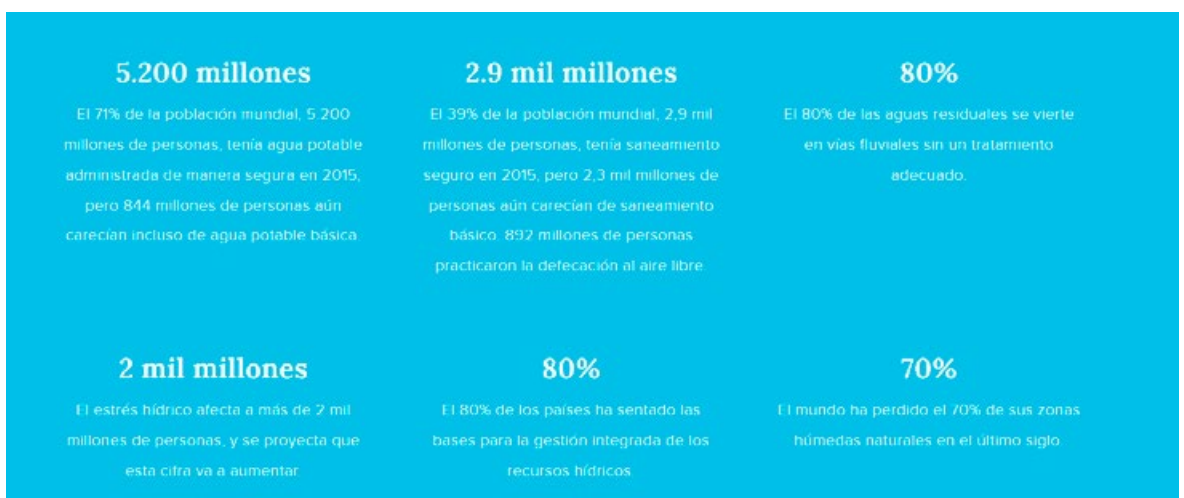 5.200 millones
El 71% de la población mundial, 5.200
millones de personas, tenía agua potable
administrada de manera segura en 2015,
pero 844 millones de personas aún
carecían incluso de agua potable básica.
2.9 mil millones
El 39% de la población mundial, 2,9 mil
millones de personas, tenía saneamiento
seguro en 2015, pero 2,3 mil millones de
personas aún carecían de saneamiento
básico. 892 millones de personas
practicaron la defecación al aire libre.
80%
El 80% de las aguas residuales se vierte
en vías fluviales sin un tratamiento
adecuado.
2 mil millones
El estrés hídrico afecta a más de 2 mil
millones de personas, y se proyecta que
esta cifra va a aumentar.
80%
El 80% de los países ha sentado las
bases para la gestión integrada de los
recursos hídricos.
70%
El mundo ha perdido el 70% de sus zonas
húmedas naturales en el último siglo.